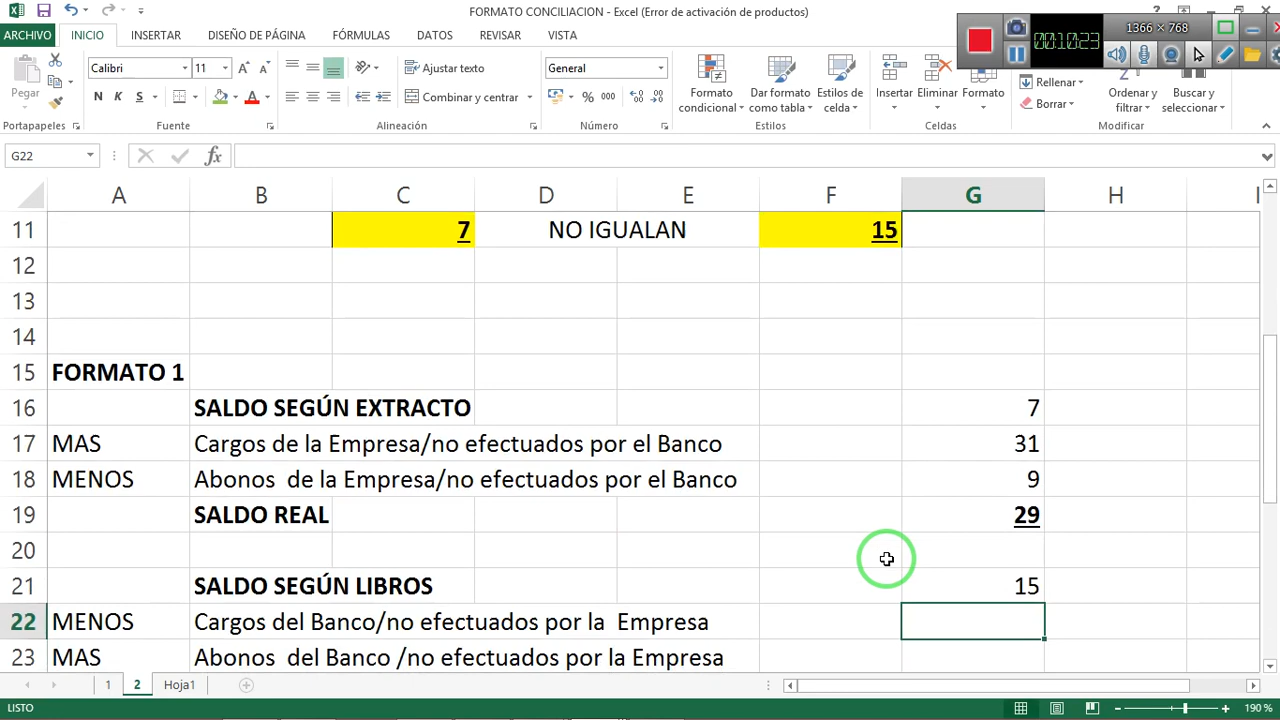 FORMATO CONCILIACION - Excel (Error de activación de productos)
1366 × 768
00:10:23
ARCHIVO INICIO INSERTAR DISEÑO DE PÁGINA FÓRMULAS DATOS REVISAR VISTA
Calibri 11 Ajustar texto General Rellenar
Pegar N K S Combinar y centrar % 000 Formato condicional Dar formato como tabla Estilos de celda Insertar Eliminar Formato Borrar Ordenar y filtrar Buscar y seleccionar
Portapapeles Fuente Alineación Número Estilos Celdas Modificar
G22 fx
A B C D E F G H I
11 7 NO IGUALAN 15
12
13
14
15 FORMATO 1
16 SALDO SEGÚN EXTRACTO 7
17 MAS Cargos de la Empresa/no efectuados por el Banco 31
18 MENOS Abonos de la Empresa/no efectuados por el Banco 9
19 SALDO REAL 29
20
21 SALDO SEGÚN LIBROS 15
22 MENOS Cargos del Banco/no efectuados por la Empresa
23 MAS Abonos del Banco /no efectuados por la Empresa
1 2 Hoja1
LISTO 190 %